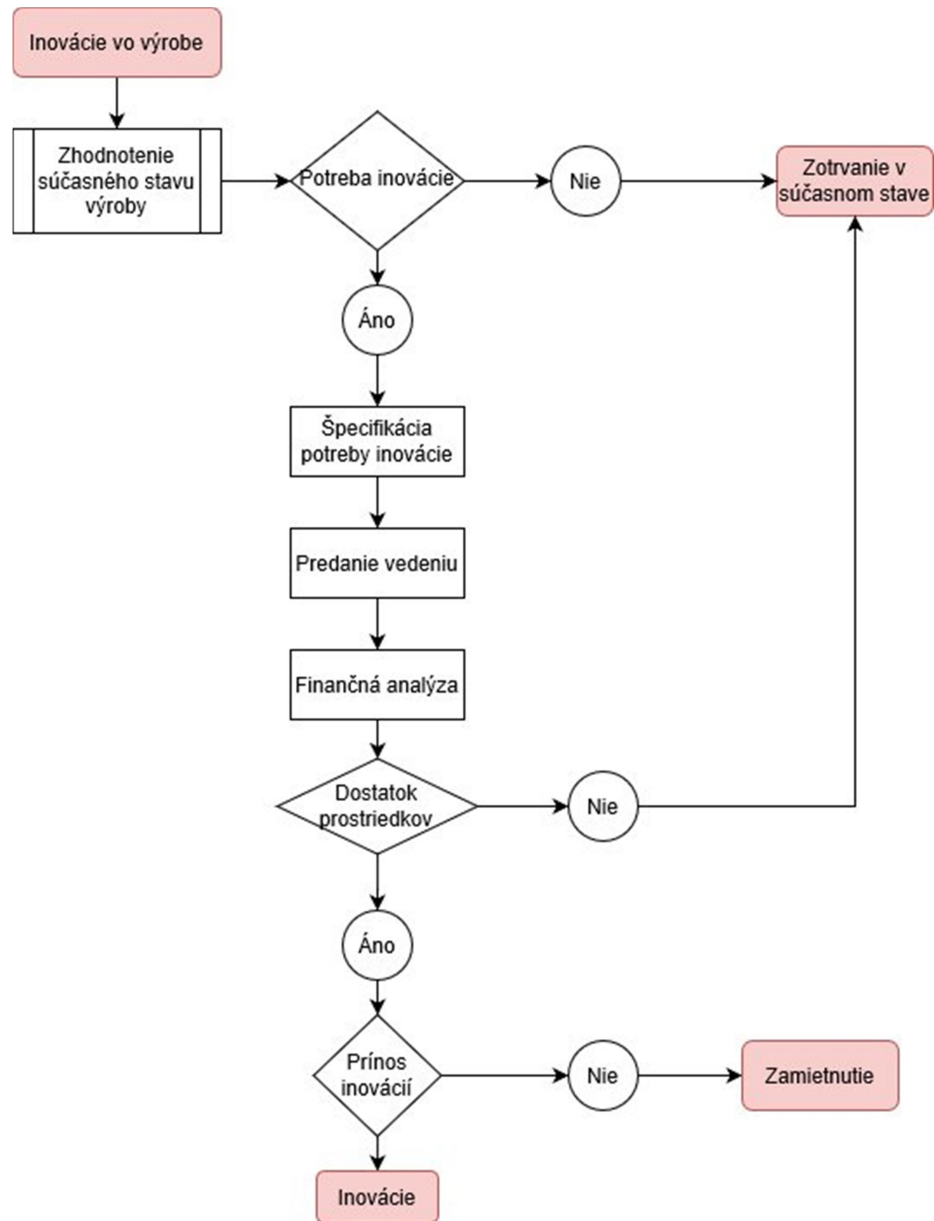 Inovácie vo výrobe
Zhodnotenie
súčasného stavu
výroby
Potreba inovácie
Nie
Zotrvanie v
súčasnom stave
Áno
Špecifikácia
potreby inovácie
Predanie vedeniu
Finančná analýza
Dostatok
prostriedkov
Nie
Áno
Prínos
inovácií
Nie
Zamietnutie
Inovácie